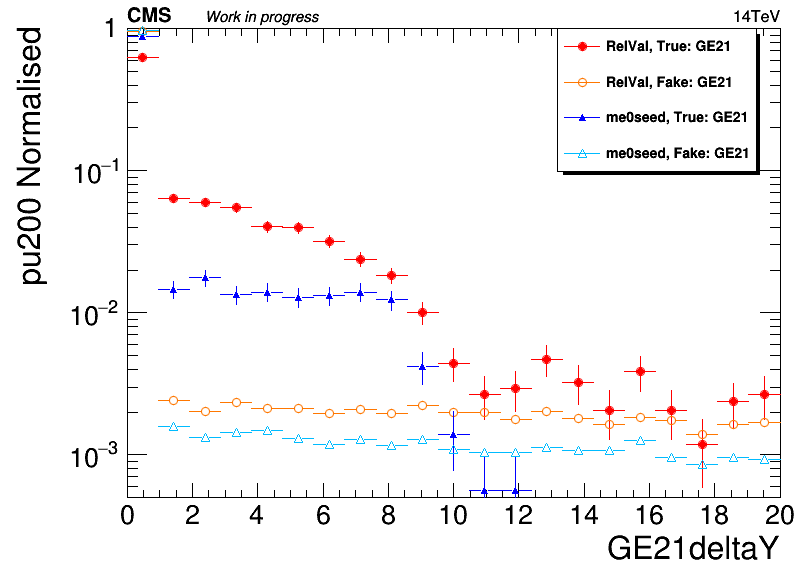 CMS Work in progress 14TeV
pu200 Normalised
1
10⁻¹
10⁻²
10⁻³
RelVal, True: GE21
RelVal, Fake: GE21
me0seed, True: GE21
me0seed, Fake: GE21
0 2 4 6 8 10 12 14 16 18 20
GE21deltaY